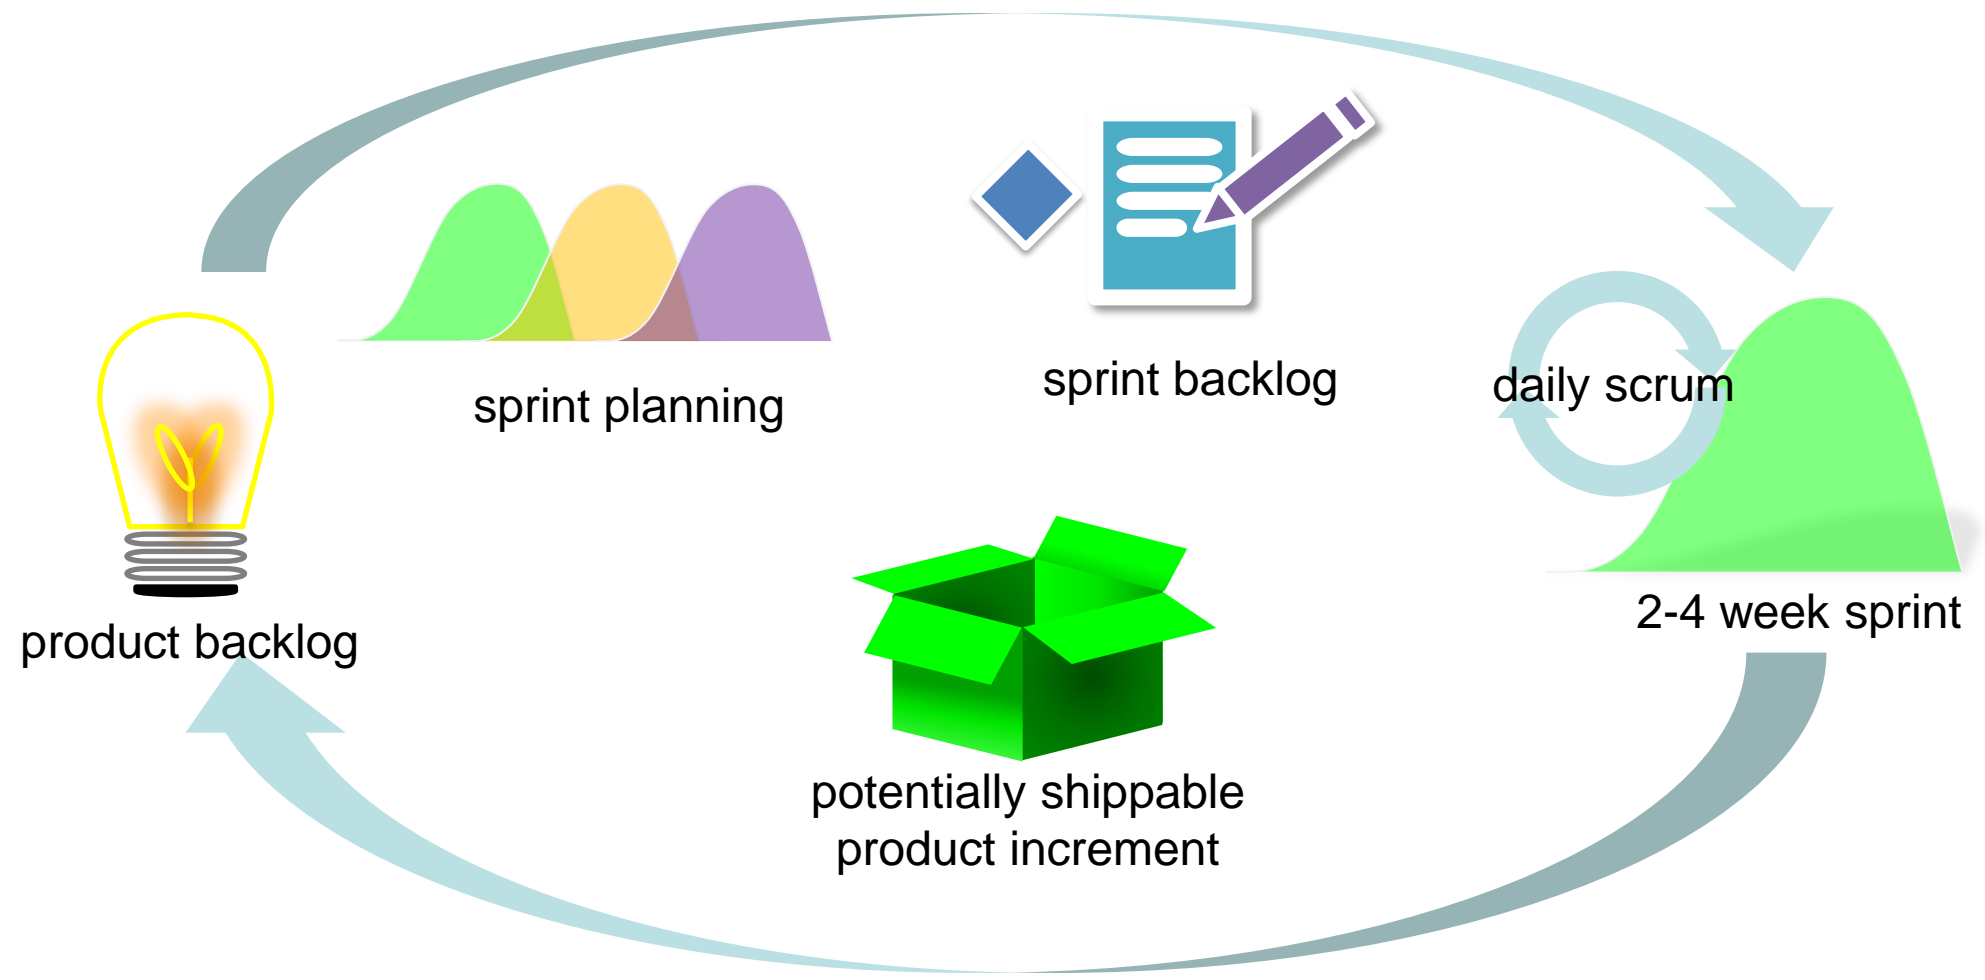 sprint planning
sprint backlog
daily scrum
product backlog
2-4 week sprint
potentially shippable
product increment